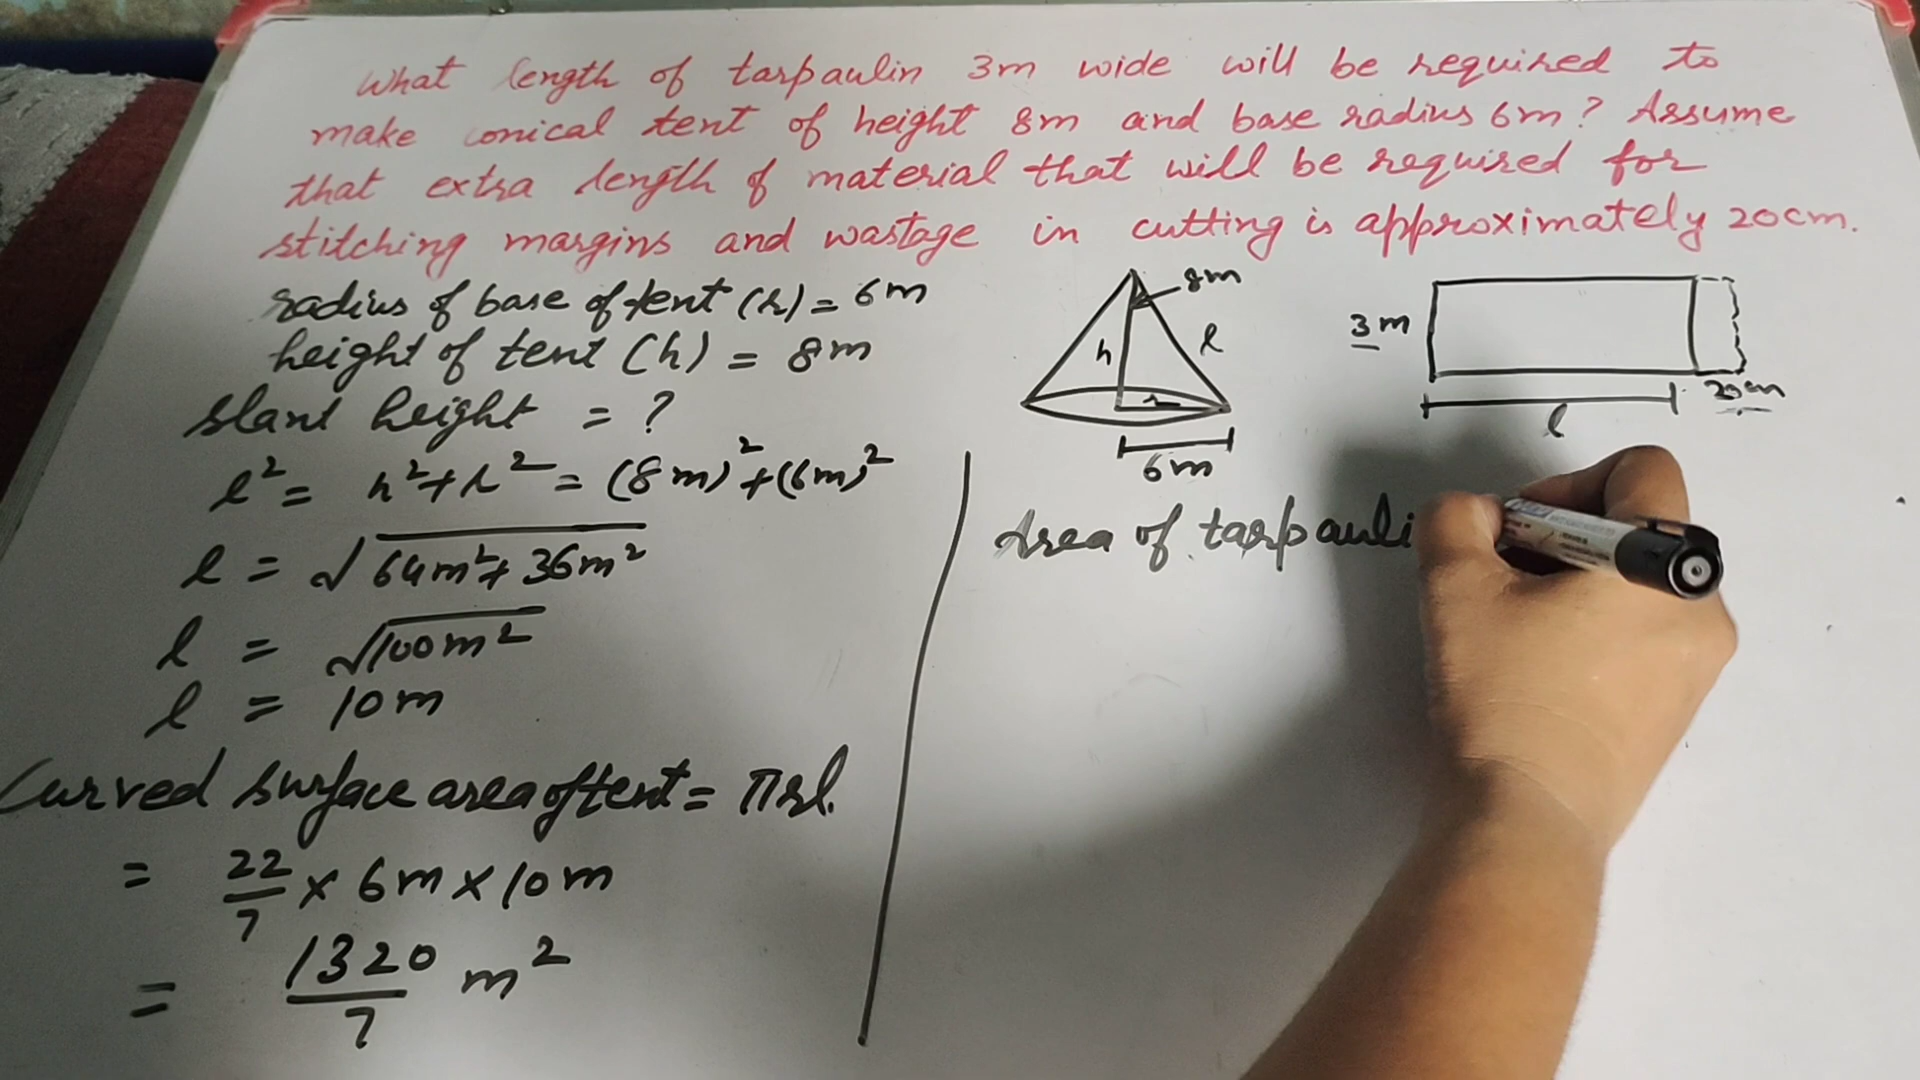 What length of tarpaulin 3m wide will be required to
make conical tent of height 8m and base radius 6m? Assume
that extra length of material that will be required for
stitching margins and wastage in cutting is approximately 20cm.
radius of base of tent (r) = 6m
height of tent (h) = 8m
slant height = ?
l² = h²+r² = (8m)²+(6m)²
l = √64m²+36m²
l = √100m²
l = 10m
Curved surface area of tent = πrl.
= 22/7 × 6m × 10m
= 1320/7 m²
8m
h
l
r
6m
3m
20cm
l
Area of tarpauli